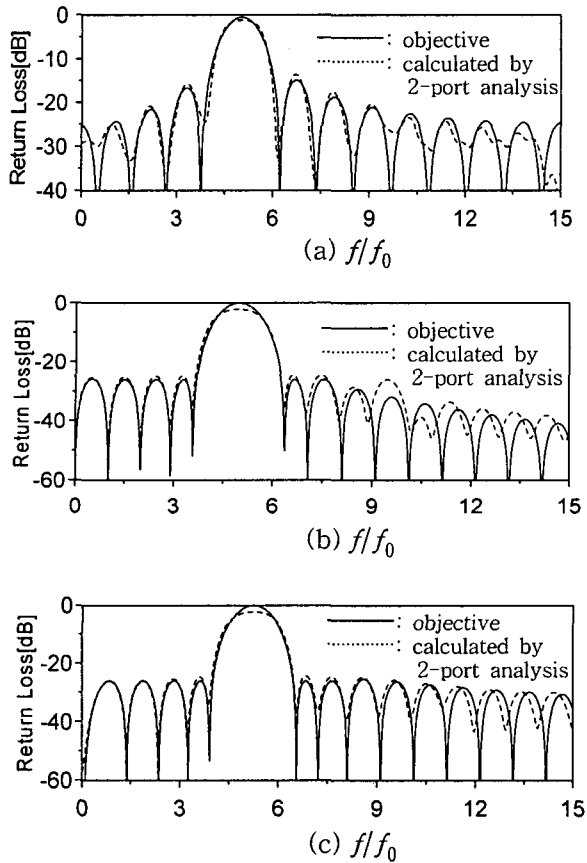 0
-10
-20
-30
-40
Return Loss[dB]
: objective
: calculated by
2-port analysis
0 3 6 9 12 15
(a) f/f₀
0
-20
-40
-60
Return Loss[dB]
: objective
: calculated by
2-port analysis
0 3 6 9 12 15
(b) f/f₀
0
-20
-40
-60
Return Loss[dB]
: objective
: calculated by
2-port analysis
0 3 6 9 12 15
(c) f/f₀